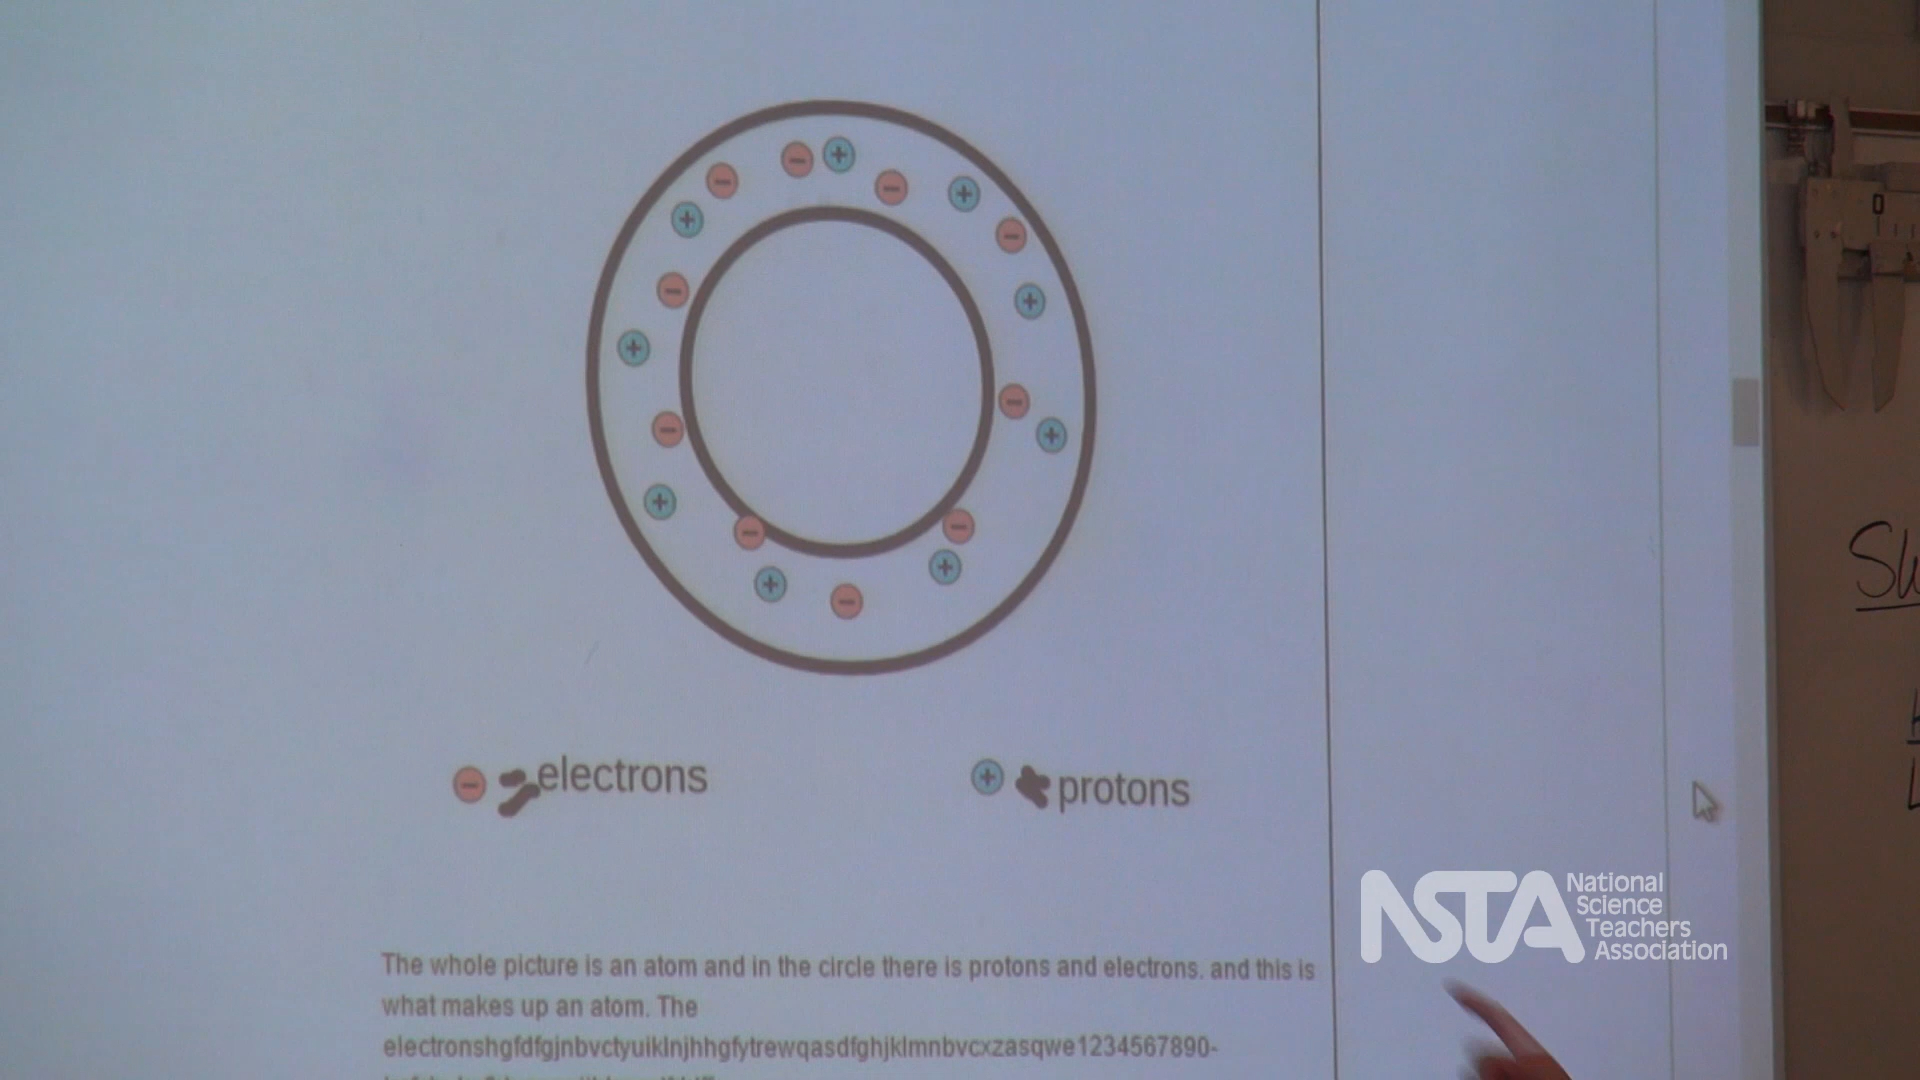 electrons
protons
The whole picture is an atom and in the circle there is protons and electrons. and this is
what makes up an atom. The
electronshgfdfgjnbvctyuiklnjhhgfytrewqasdfghjklmnbvcxzasqwe1234567890-
NSTA
National
Science
Teachers
Association
0